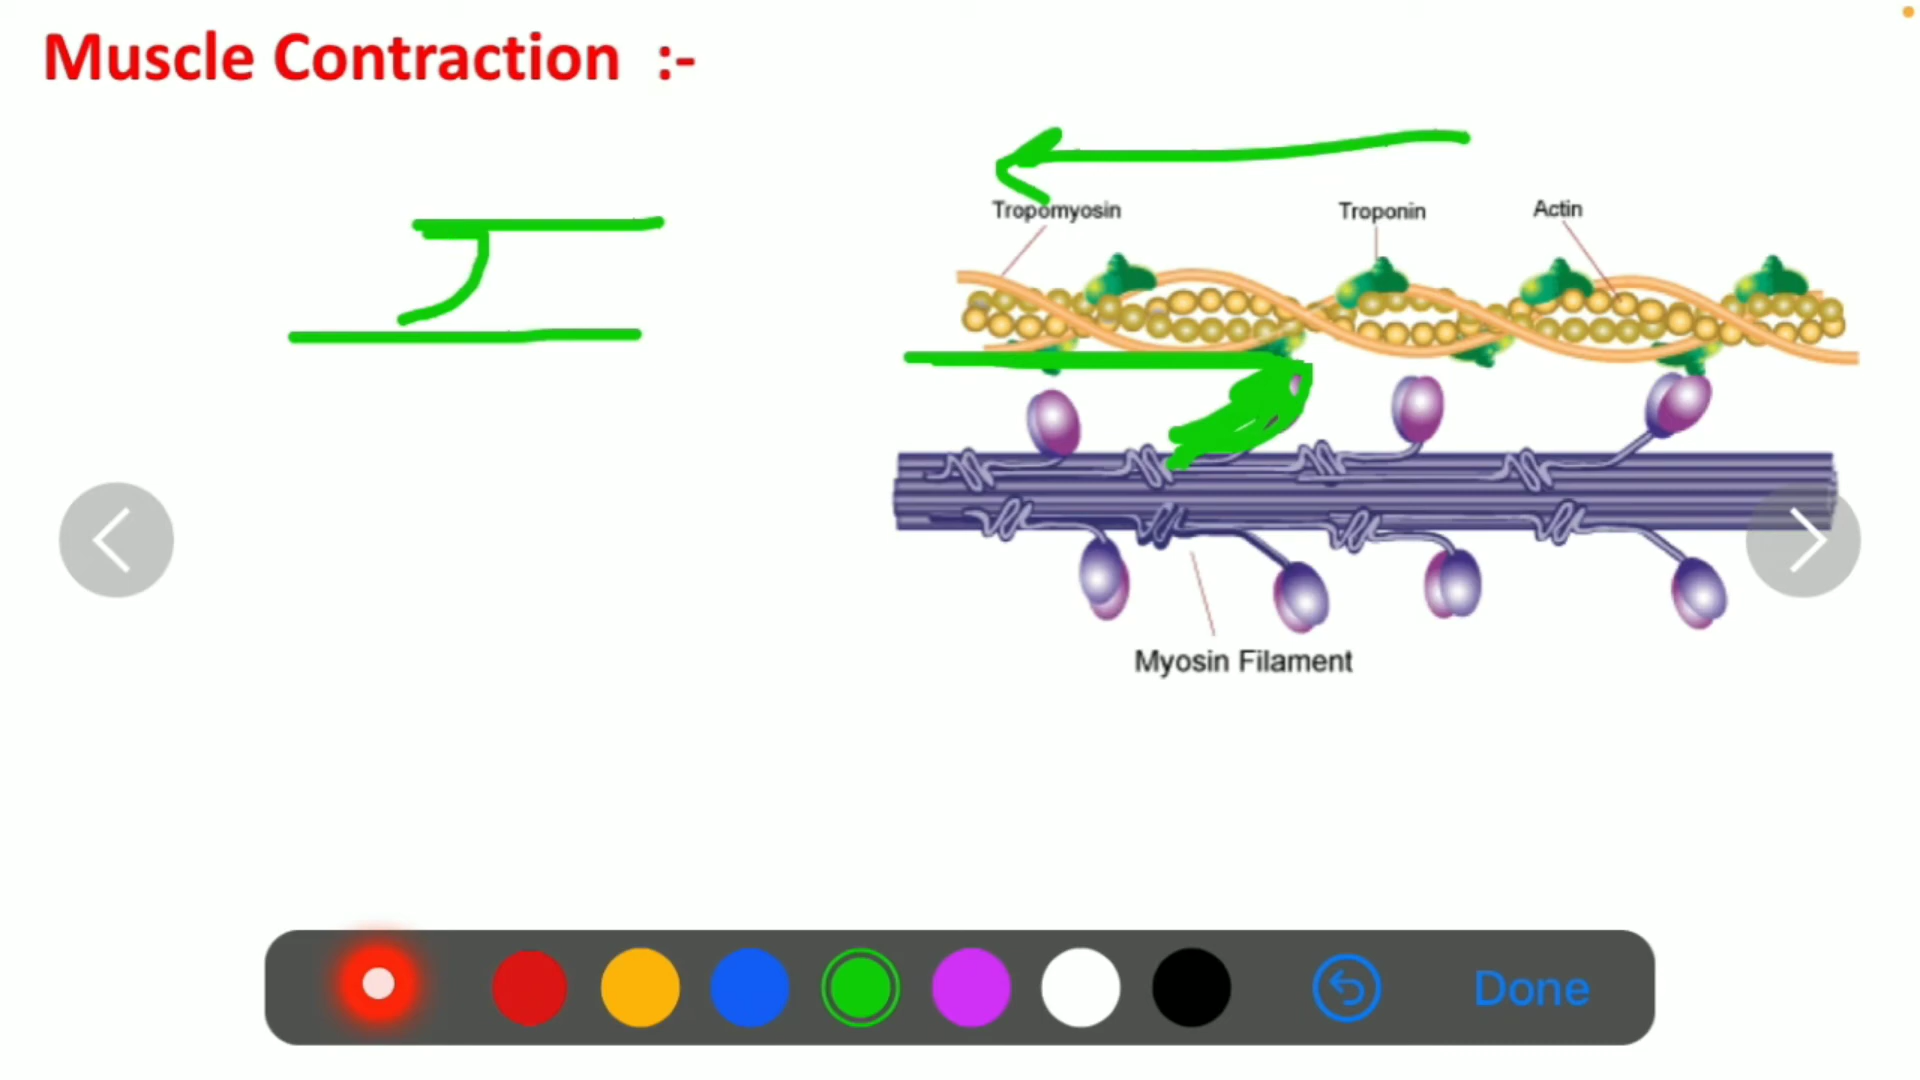 Muscle Contraction :-
Tropomyosin
Troponin
Actin
Myosin Filament
Done